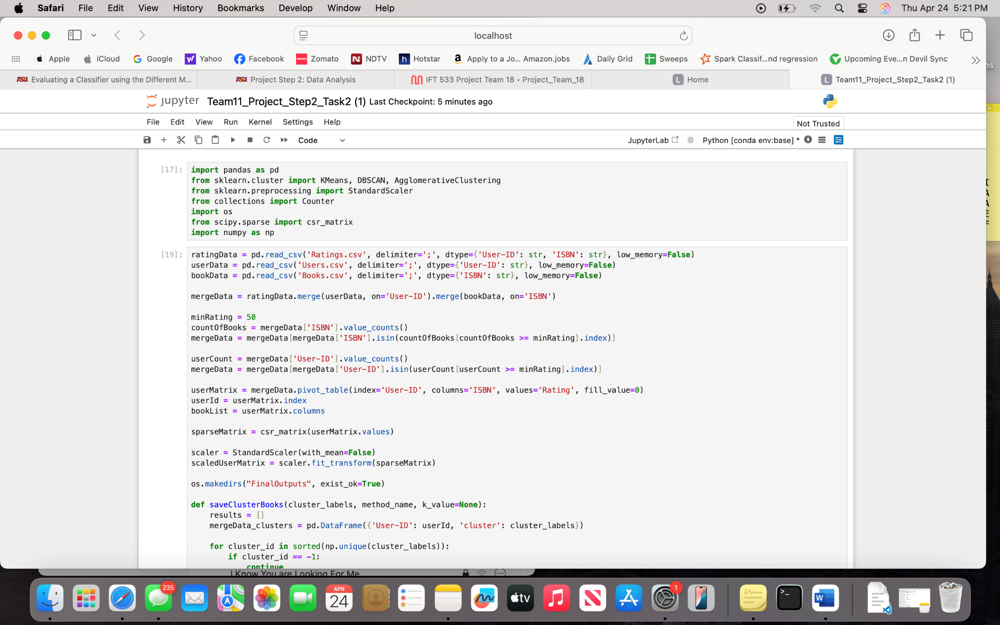 Safari File Edit View History Bookmarks Develop Window Help Thu Apr 24 5:21 PM
localhost
Apple iCloud Google Yahoo Facebook Zomato NDTV Hotstar Apply to a Jo... Amazon.jobs Daily Grid Sweeps Spark Classif...nd regression Upcoming Eve...n Devil Sync
ASU Evaluating a Classifier using the Different M... ASU Project Step 2: Data Analysis IFT 533 Project Team 18 • Project_Team_18 L Home L Team11_Project_Step2_Task2 (1)
jupyter Team11_Project_Step2_Task2 (1) Last Checkpoint: 5 minutes ago
File Edit View Run Kernel Settings Help Not Trusted
Code JupyterLab Python [conda env:base] *
[17]: import pandas as pd
from sklearn.cluster import KMeans, DBSCAN, AgglomerativeClustering
from sklearn.preprocessing import StandardScaler
from collections import Counter
import os
from scipy.sparse import csr_matrix
import numpy as np
[19]: ratingData = pd.read_csv('Ratings.csv', delimiter=';', dtype={'User-ID': str, 'ISBN': str}, low_memory=False)
userData = pd.read_csv('Users.csv', delimiter=';', dtype={'User-ID': str}, low_memory=False)
bookData = pd.read_csv('Books.csv', delimiter=';', dtype={'ISBN': str}, low_memory=False)
mergeData = ratingData.merge(userData, on='User-ID').merge(bookData, on='ISBN')
minRating = 50
countOfBooks = mergeData['ISBN'].value_counts()
mergeData = mergeData[mergeData['ISBN'].isin(countOfBooks[countOfBooks >= minRating].index)]
userCount = mergeData['User-ID'].value_counts()
mergeData = mergeData[mergeData['User-ID'].isin(userCount[userCount >= minRating].index)]
userMatrix = mergeData.pivot_table(index='User-ID', columns='ISBN', values='Rating', fill_value=0)
userId = userMatrix.index
bookList = userMatrix.columns
sparseMatrix = csr_matrix(userMatrix.values)
scaler = StandardScaler(with_mean=False)
scaledUserMatrix = scaler.fit_transform(sparseMatrix)
os.makedirs("FinalOutputs", exist_ok=True)
def saveClusterBooks(cluster_labels, method_name, k_value=None):
results = []
mergeData_clusters = pd.DataFrame({'User-ID': userId, 'cluster': cluster_labels})
for cluster_id in sorted(np.unique(cluster_labels)):
if cluster_id == -1:
continue
I Know You are Looking For Me
235
APR
24
tv
1
W